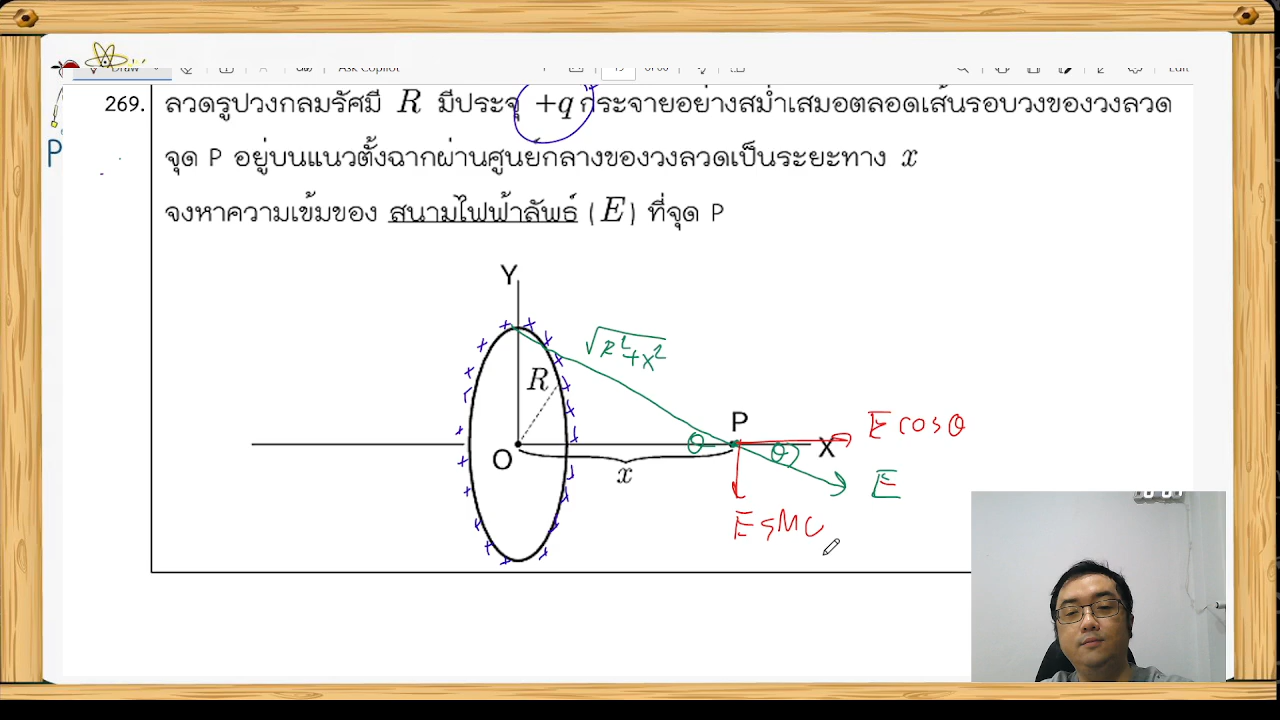 Ask Copilot
269. ลวดรูปวงกลมรัศมี R มีประจุ +q กระจายอย่างสม่ำเสมอตลอดเส้นรอบวงของวงลวด
จุด P อยู่บนแนวตั้งฉากผ่านศูนย์กลางของวงลวดเป็นระยะทาง x
จงหาความเข้มของ สนามไฟฟ้าลัพธ์ (E) ที่จุด P
P
Y
√R²+x²
R
P
E cos θ
θ
θ
X
O
x
E